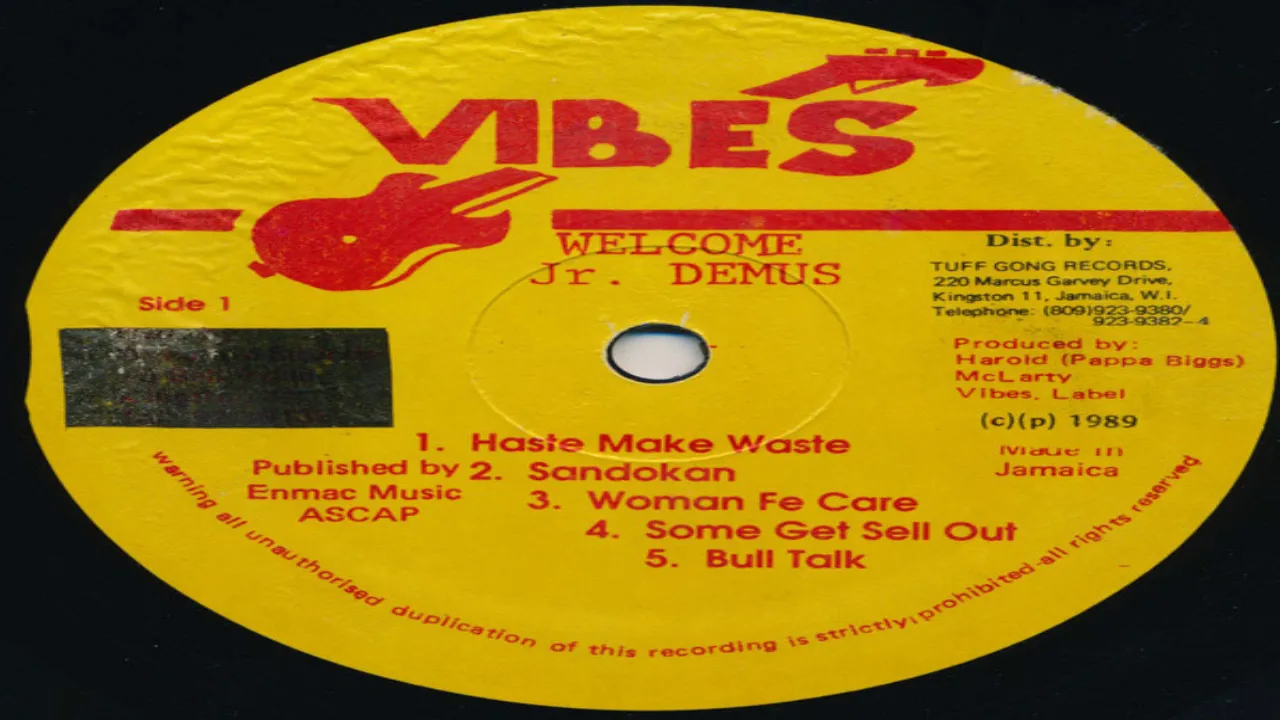 VIBES
WELCOME
Jr. DEMUS
Side 1
Dist. by:
TUFF GONG RECORDS,
220 Marcus Garvey Drive,
Kingston 11, Jamaica, W.I.
Telephone: (809)923-9380/
923-9382-4
Produced by:
Harold (Pappa Biggs)
McLarty
Vibes, Label
(c)(p) 1989
Made in
Jamaica
1. Haste Make Waste
2. Sandokan
3. Woman Fe Care
4. Some Get Sell Out
5. Bull Talk
Published by
Enmac Music
ASCAP
warning all unauthorised duplication of this recording is strictly; prohibited-all rights reserved